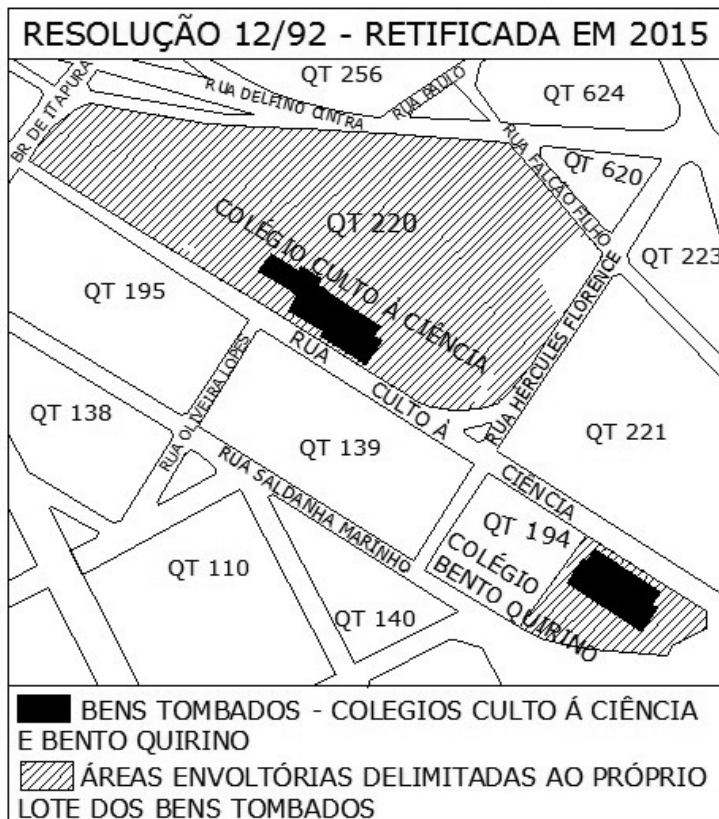 RESOLUÇÃO 12/92 - RETIFICADA EM 2015
QT 256
RUA PAULO
QT 624
RUA DELFINO CINTRA
BR DE ITAPURA
RUA FALCÃO FILHO
QT 620
QT 220
QT 223
COLÉGIO CULTO À CIÊNCIA
QT 195
RUA HÉRCULES FLORENCE
RUA CULTO À CIÊNCIA
RUA OLIVEIRA LOPES
QT 138
QT 139
QT 221
RUA SALDANHA MARINHO
QT 194
COLÉGIO
BENTO QUIRINO
QT 110
QT 140
BENS TOMBADOS - COLEGIOS CULTO Á CIÊNCIA
E BENTO QUIRINO
ÁREAS ENVOLTÓRIAS DELIMITADAS AO PRÓPRIO
LOTE DOS BENS TOMBADOS